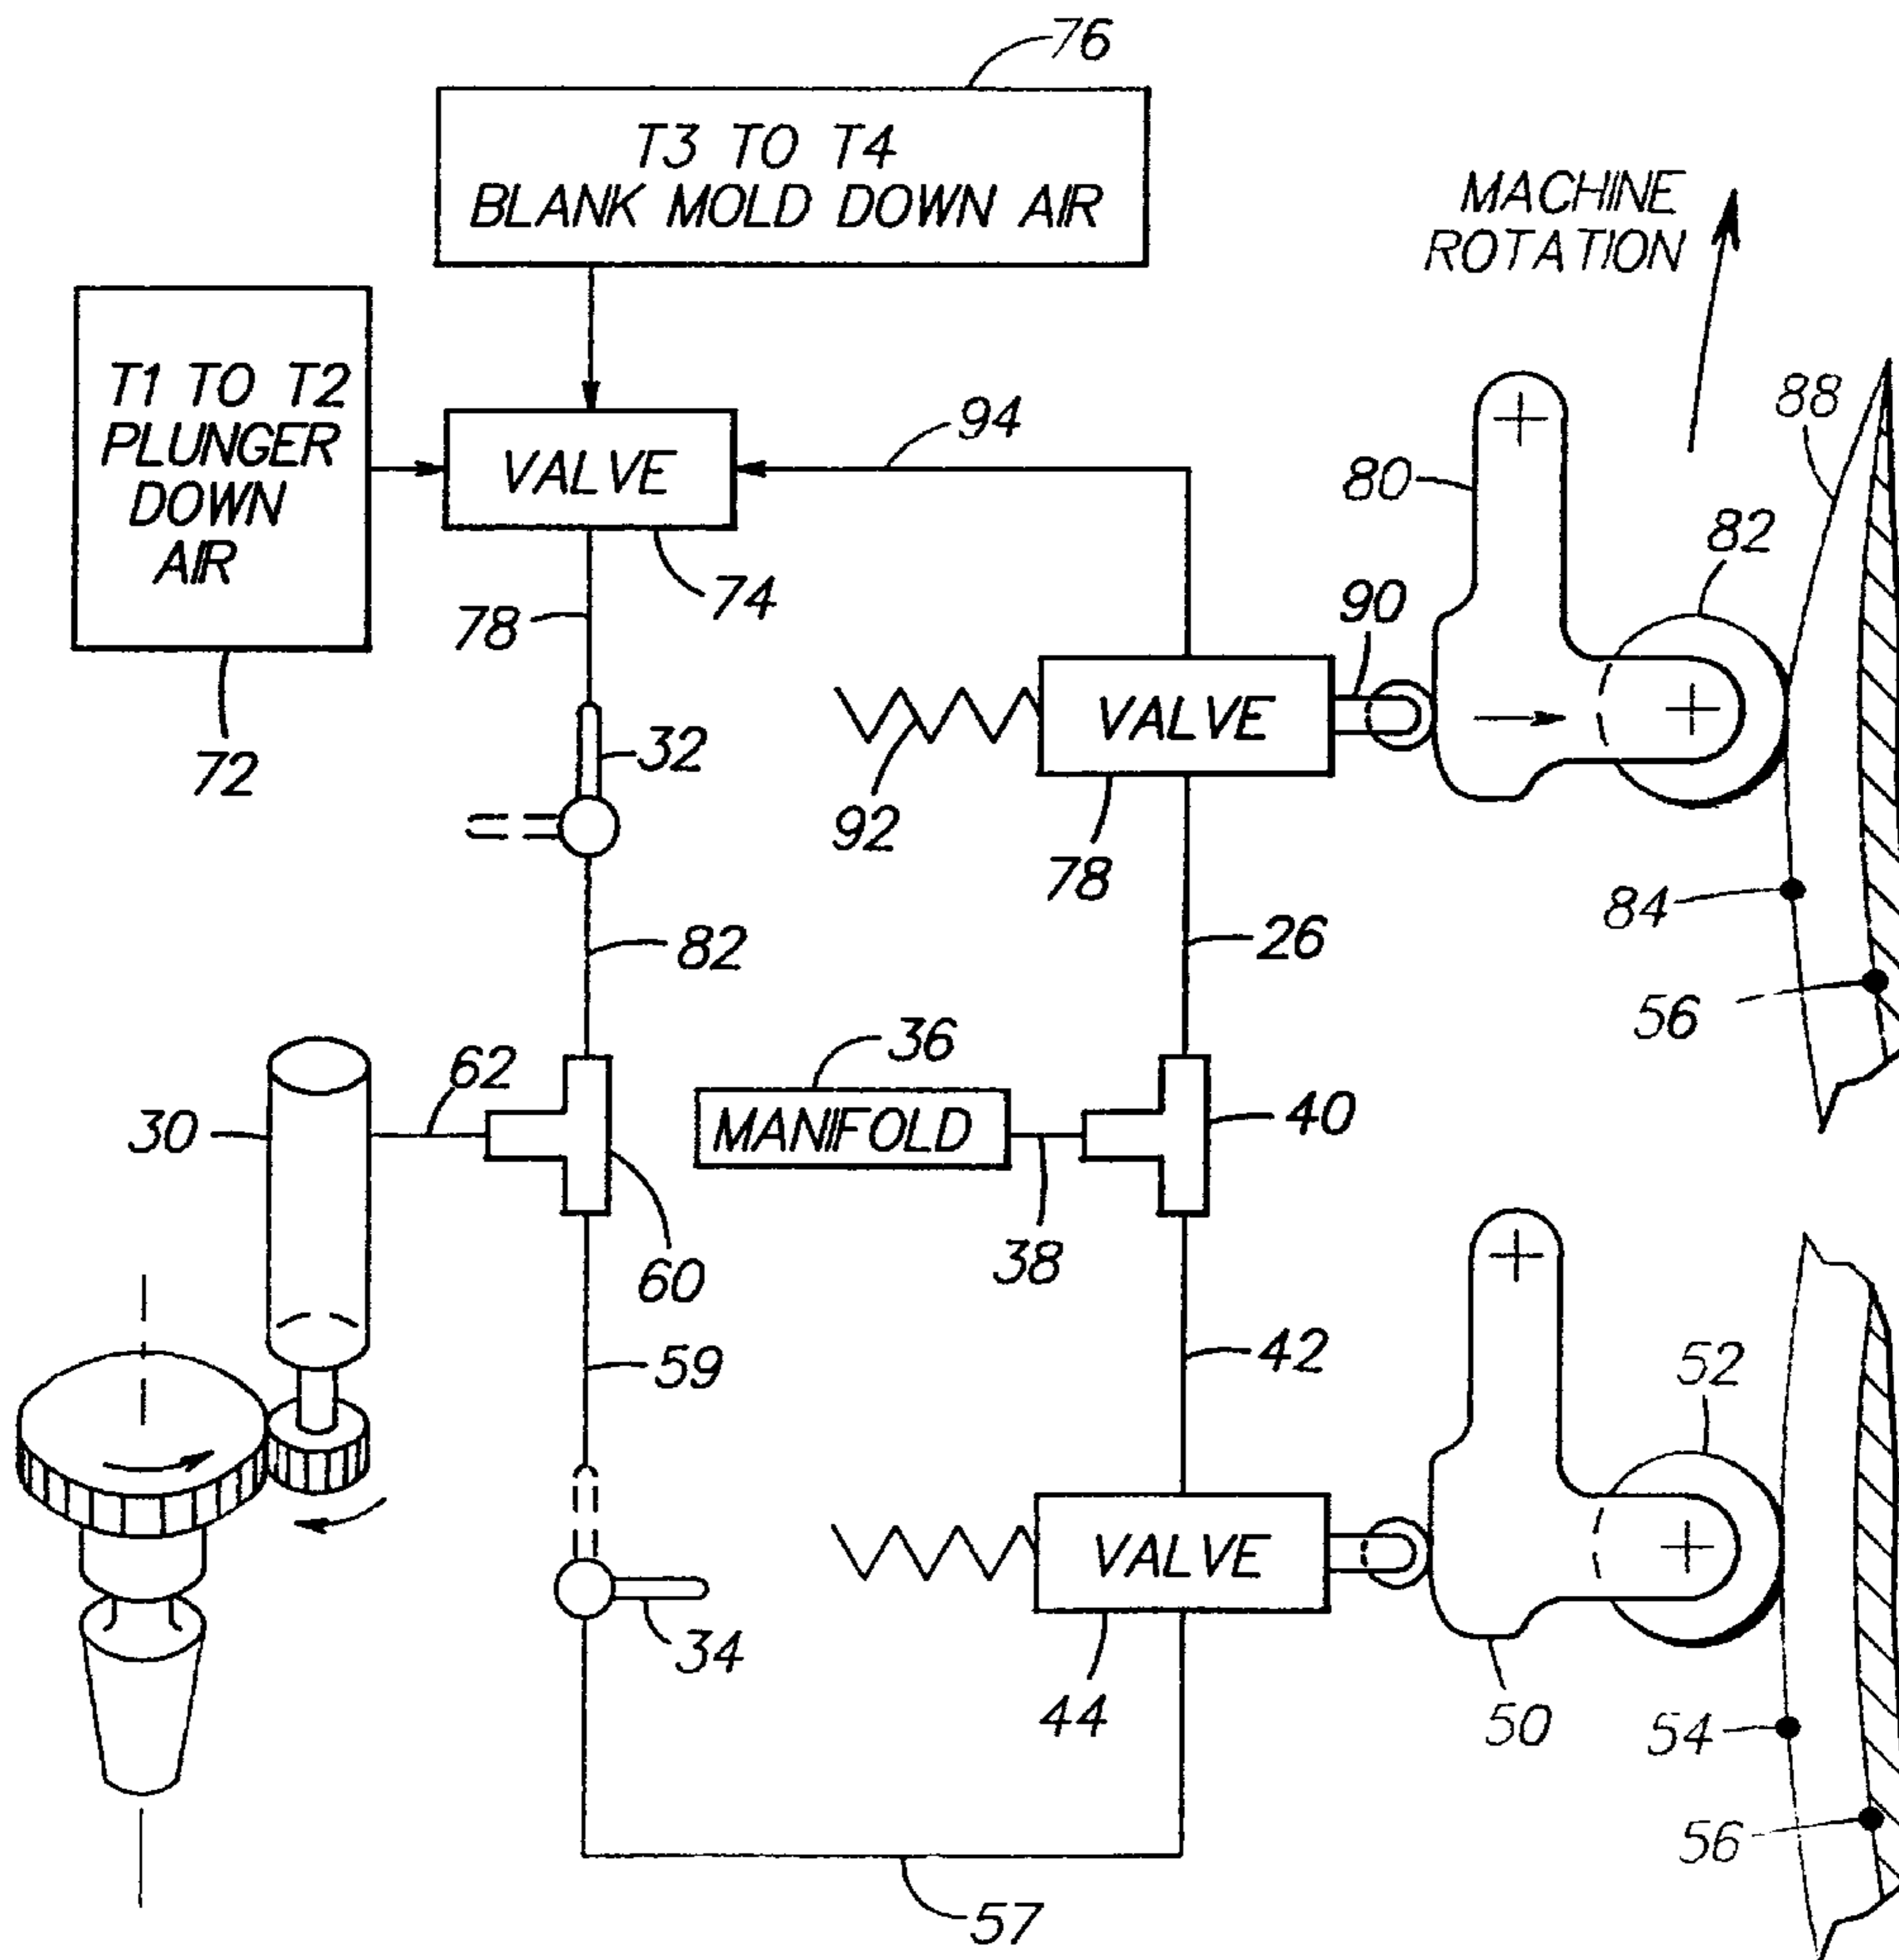 76
T3 TO T4
BLANK MOLD DOWN AIR
MACHINE
ROTATION
T1 TO T2
PLUNGER
DOWN
AIR
72
VALVE
74
94
80
88
82
78
90
VALVE
92
78
32
84
82
26
56
36
62
30
MANIFOLD
40
38
60
59
42
52
VALVE
34
44
50
54
56
57